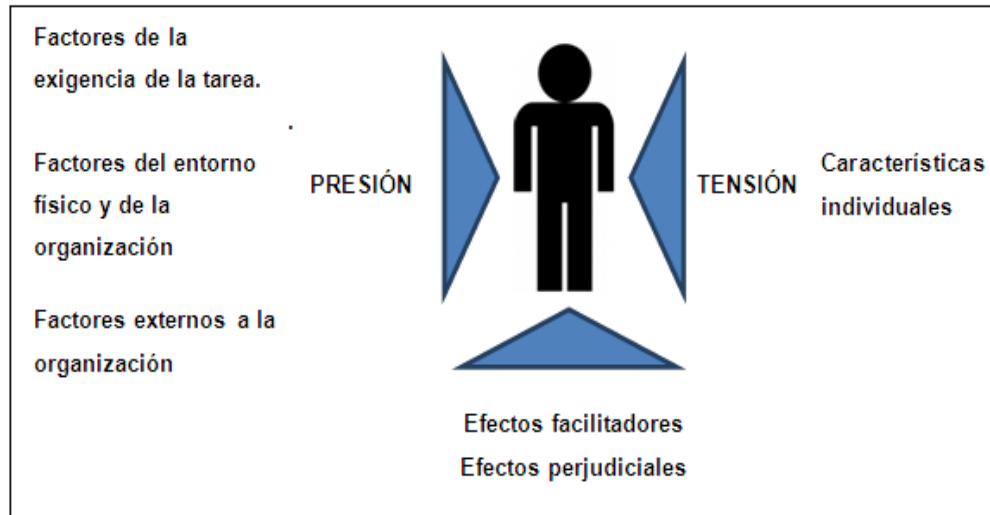 Factores de la
exigencia de la tarea.
.
Factores del entorno
físico y de la
organización
Factores externos a la
organización
PRESIÓN
TENSIÓN
Características
individuales
Efectos facilitadores
Efectos perjudiciales